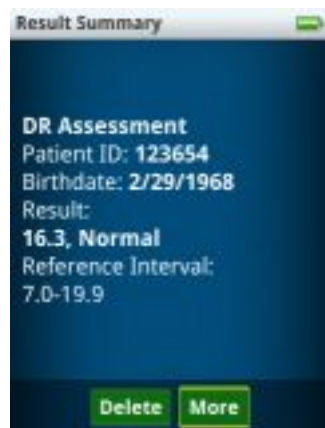 Result Summary
DR Assessment
Patient ID: 123654
Birthdate: 2/29/1968
Result:
16.3, Normal
Reference Interval:
7.0-19.9
Delete More